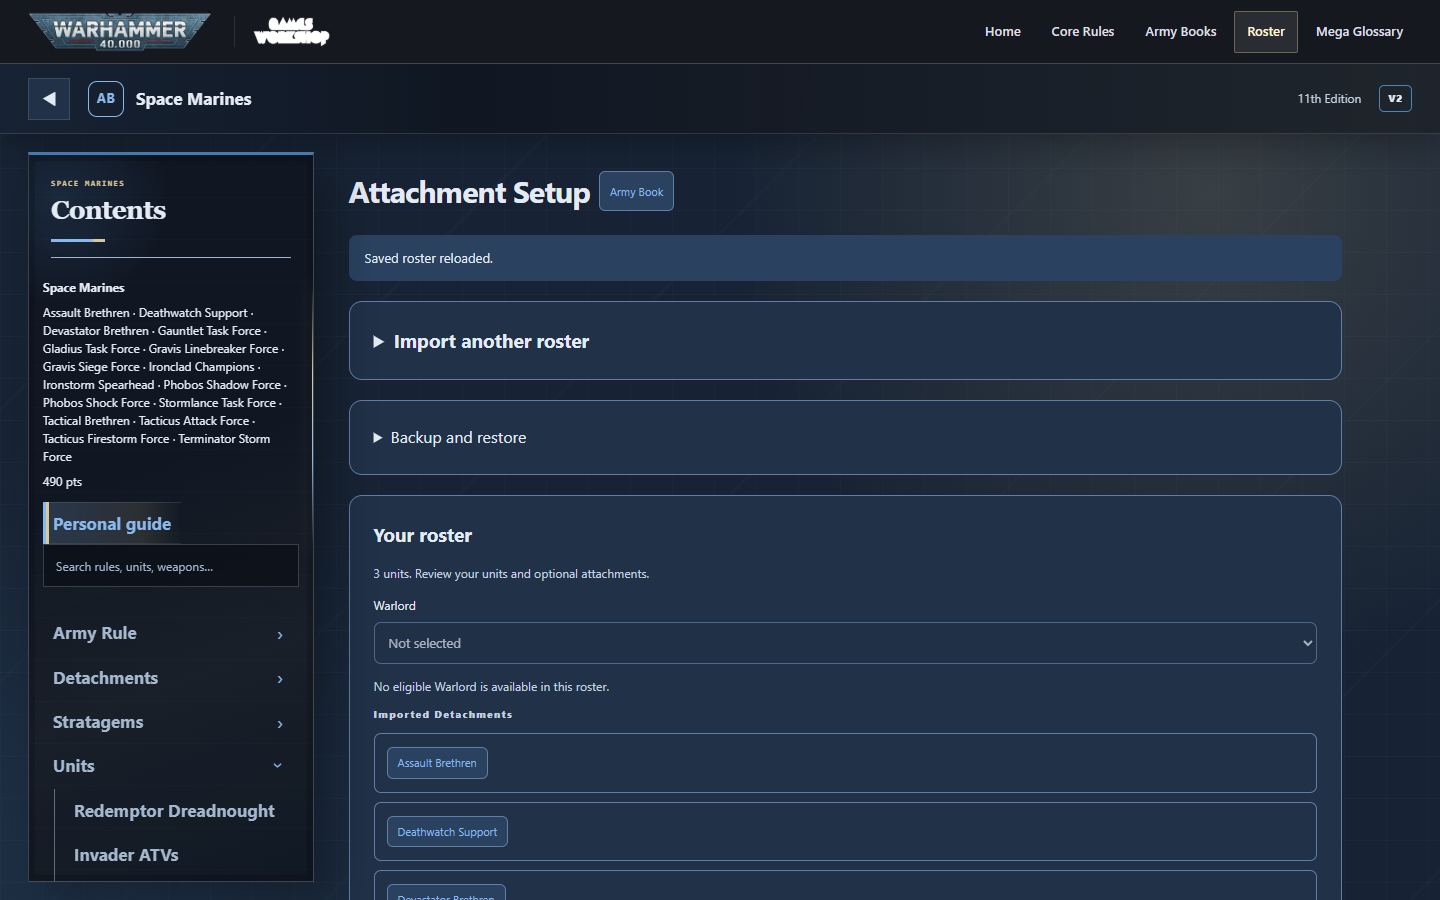 WARHAMMER
40,000
GAMES
WORKSHOP
Home
Core Rules
Army Books
Roster
Mega Glossary
◀
AB
Space Marines
11th Edition
V2
SPACE MARINES
Contents
Space Marines
Assault Brethren · Deathwatch Support ·
Devastator Brethren · Gauntlet Task Force ·
Gladius Task Force · Gravis Linebreaker Force ·
Gravis Siege Force · Ironclad Champions ·
Ironstorm Spearhead · Phobos Shadow Force ·
Phobos Shock Force · Stormlance Task Force ·
Tactical Brethren · Tacticus Attack Force ·
Tacticus Firestorm Force · Terminator Storm
Force
490 pts
Personal guide
Search rules, units, weapons...
Army Rule
Detachments
Stratagems
Units
Redemptor Dreadnought
Invader ATVs
Attachment Setup
Army Book
Saved roster reloaded.
▶ Import another roster
▶ Backup and restore
Your roster
3 units. Review your units and optional attachments.
Warlord
Not selected
No eligible Warlord is available in this roster.
Imported Detachments
Assault Brethren
Deathwatch Support
Devastator Brethren